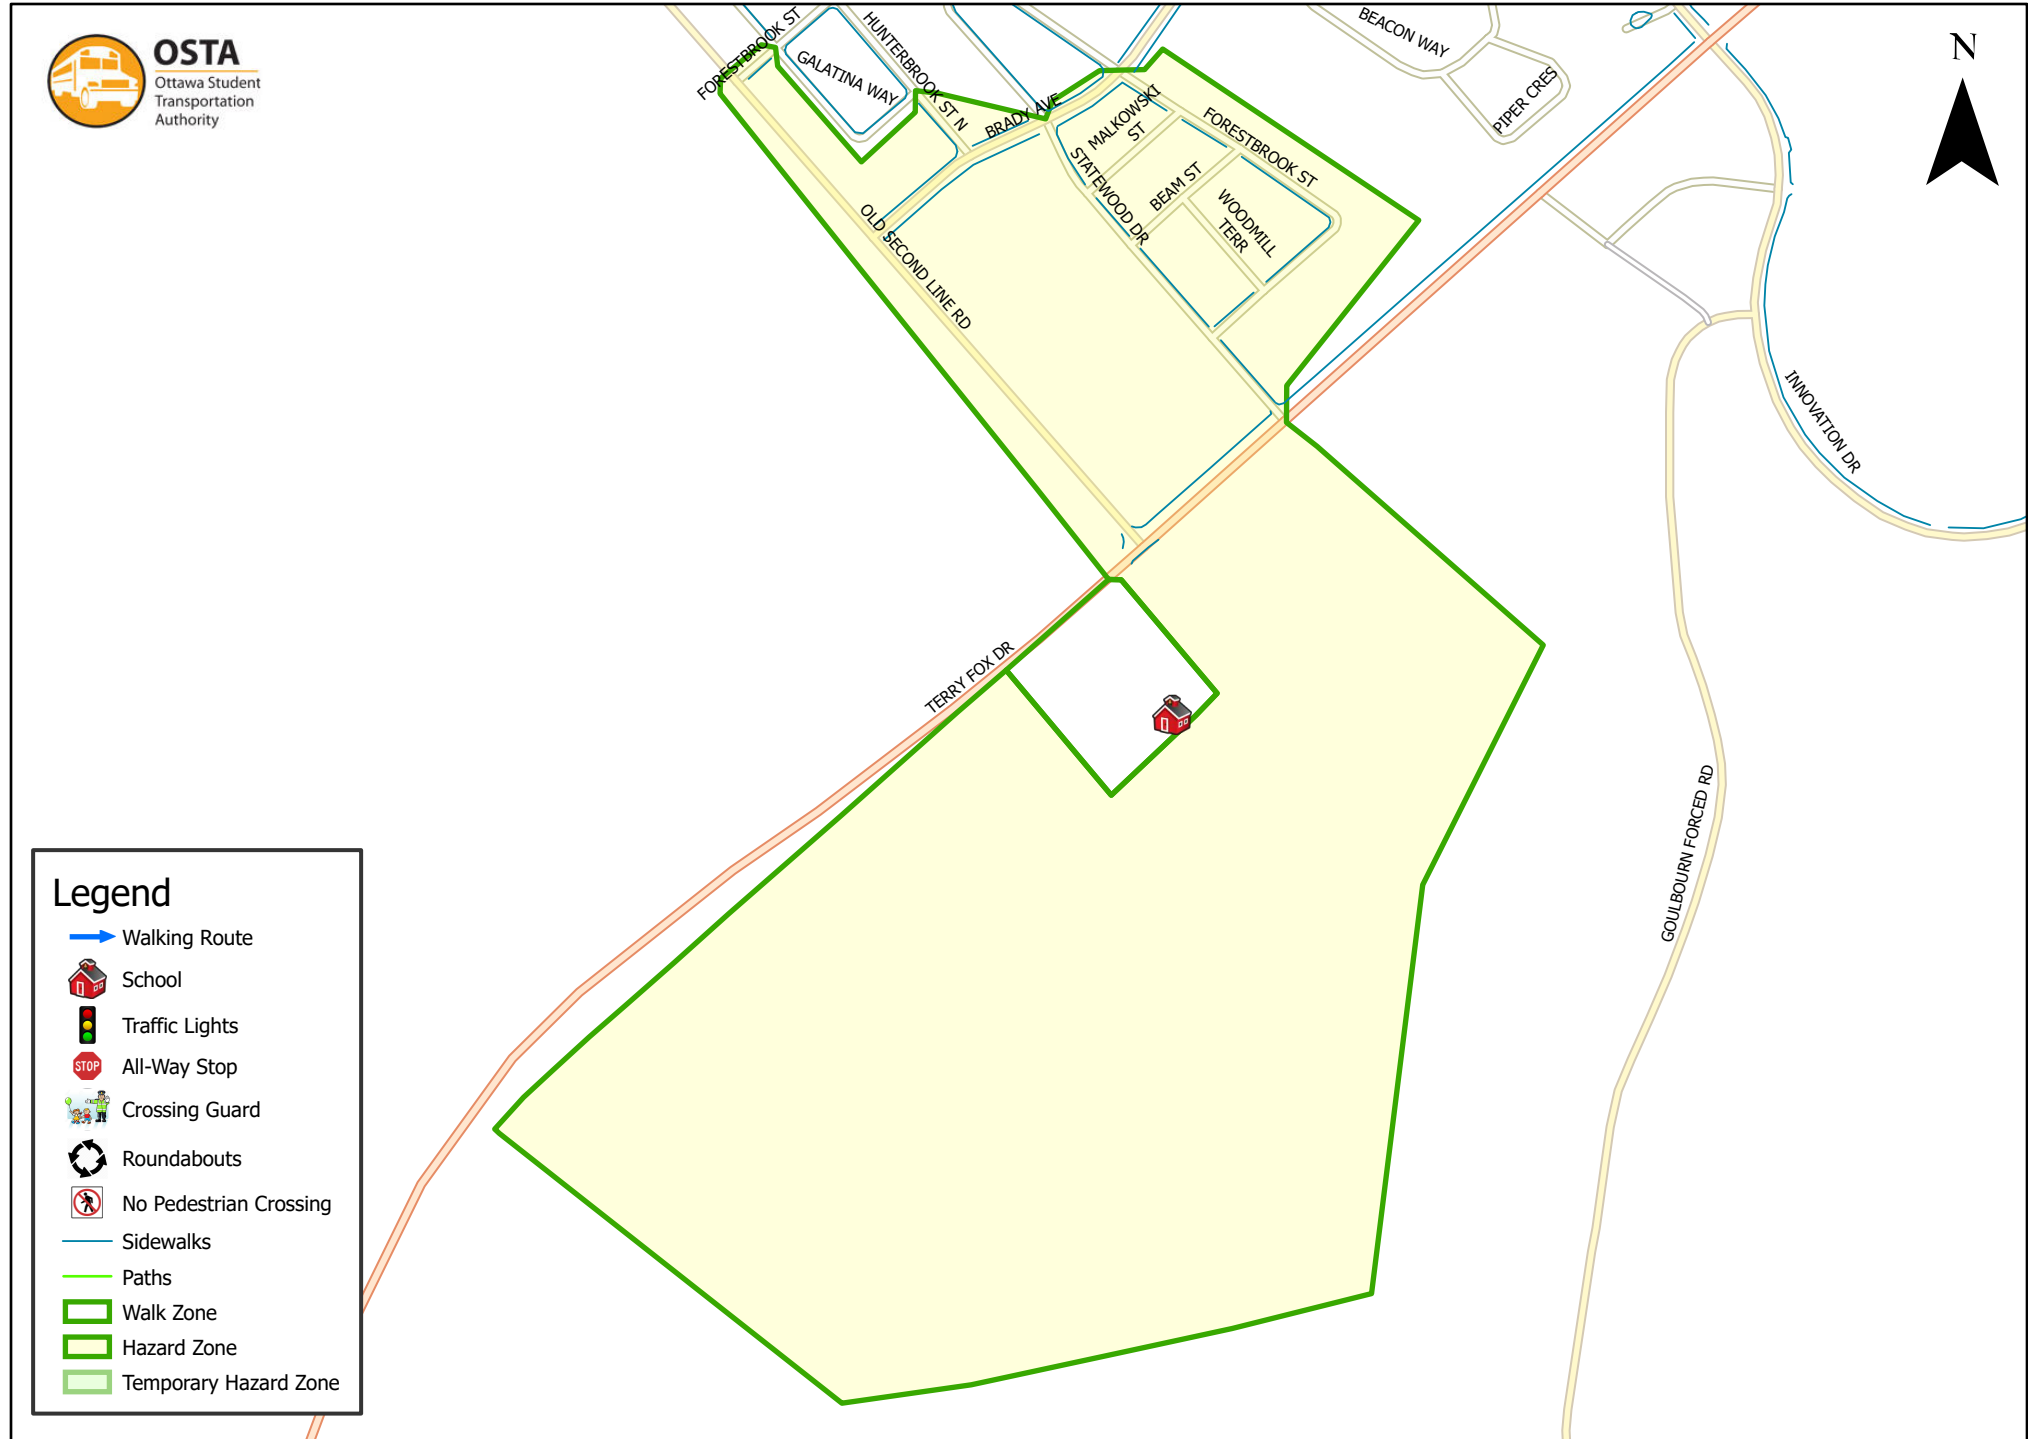 OSTA
Ottawa Student
Transportation
Authority
FORESTBROOK ST
GALATINA WAY
HUNTERBROOK ST N
BRADY AVE
MALKOWSKI
ST
FORESTBROOK ST
STATEWOOD DR
BEAM ST
WOODMILL
TERR
OLD SECOND LINE RD
BEACON WAY
PIPER CRES
N
INNOVATION DR
TERRY FOX DR
GOULBOURN FORCED RD
Legend
Walking Route
School
Traffic Lights
STOP
All-Way Stop
Crossing Guard
Roundabouts
No Pedestrian Crossing
Sidewalks
Paths
Walk Zone
Hazard Zone
Temporary Hazard Zone